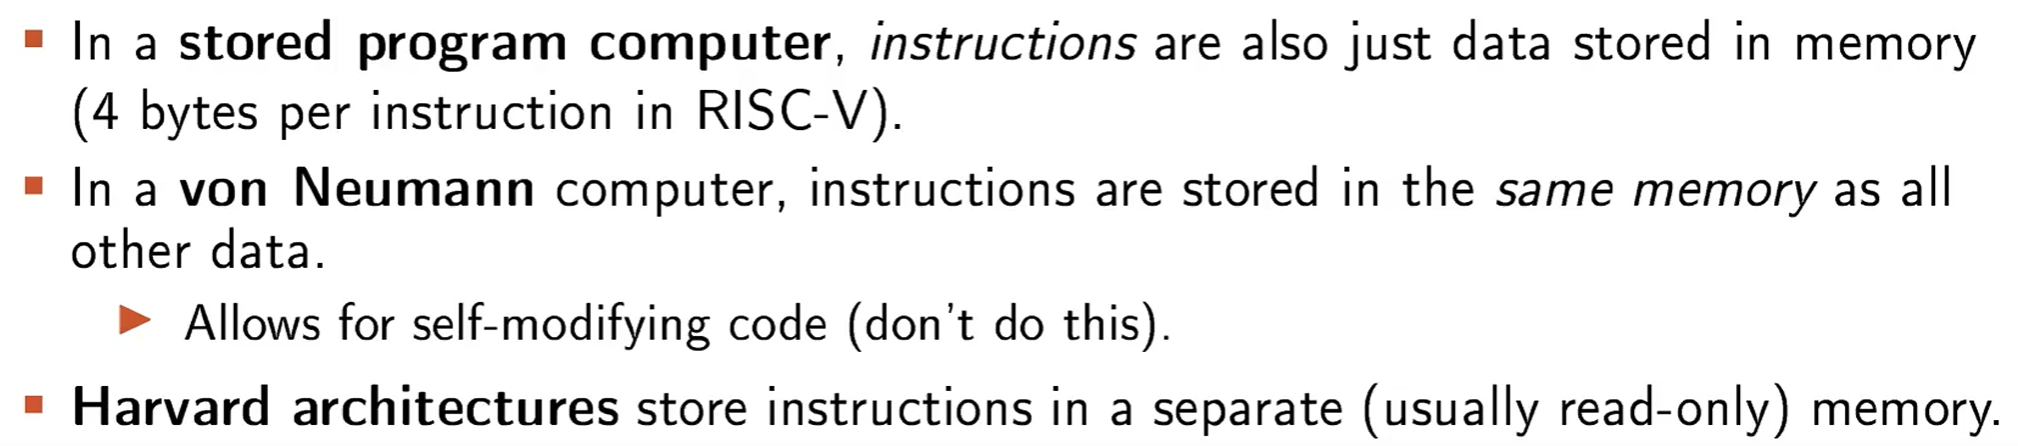 ▪ In a stored program computer, instructions are also just data stored in memory
(4 bytes per instruction in RISC-V).
▪ In a von Neumann computer, instructions are stored in the same memory as all
other data.
▶ Allows for self-modifying code (don't do this).
▪ Harvard architectures store instructions in a separate (usually read-only) memory.